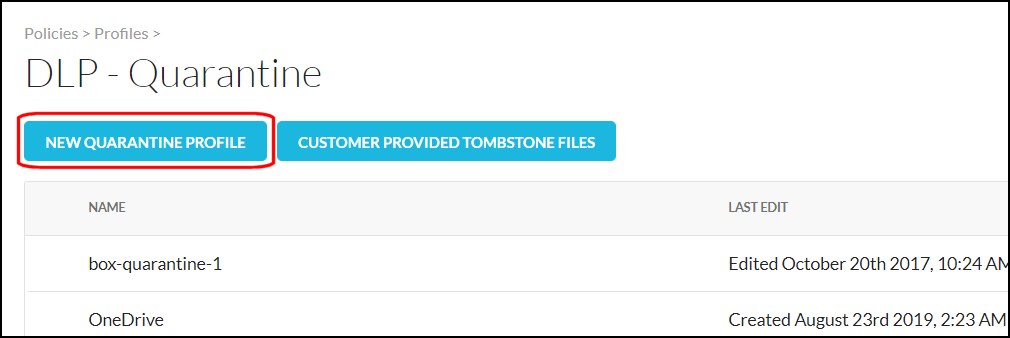 Policies > Profiles >
DLP - Quarantine
NEW QUARANTINE PROFILE CUSTOMER PROVIDED TOMBSTONE FILES
NAME LAST EDIT
box-quarantine-1 Edited October 20th 2017, 10:24 AM
OneDrive Created August 23rd 2019, 2:23 AM